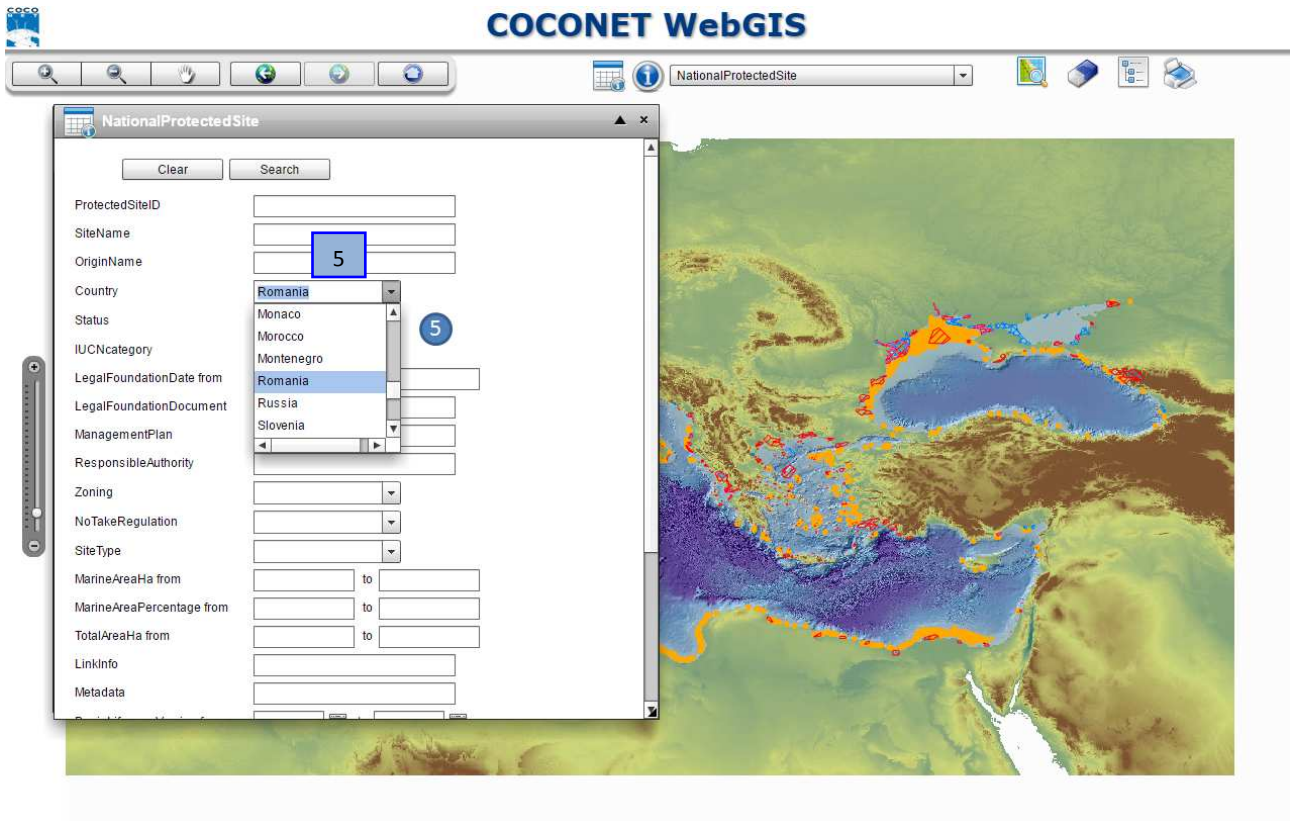 COCO
NET
COCONET WebGIS
NationalProtectedSite
NationalProtectedSite
Clear Search
ProtectedSiteID
SiteName
OriginName
5
Country Romania
Monaco
Status
5
Morocco
IUCNcategory
Montenegro
LegalFoundationDate from
Romania
LegalFoundationDocument
Russia
ManagementPlan
Slovenia
ResponsibleAuthority
Zoning
NoTakeRegulation
SiteType
MarineAreaHa from to
MarineAreaPercentage from to
TotalAreaHa from to
LinkInfo
Metadata